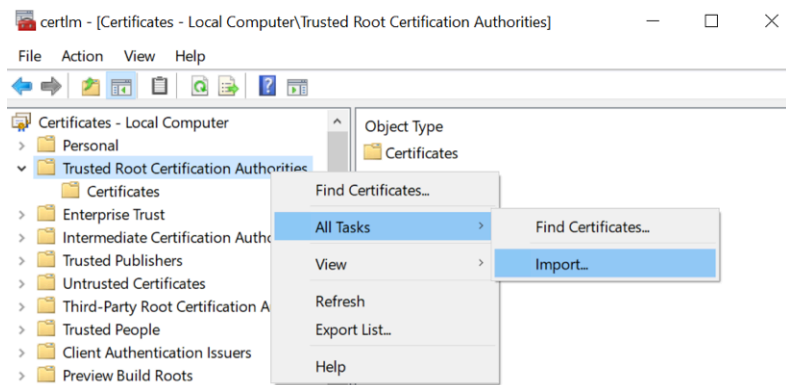 certlm - [Certificates - Local Computer\Trusted Root Certification Authorities]
File Action View Help
Certificates - Local Computer
Personal
Trusted Root Certification Authorities
Certificates
Enterprise Trust
Intermediate Certification Autho
Trusted Publishers
Untrusted Certificates
Third-Party Root Certification A
Trusted People
Client Authentication Issuers
Preview Build Roots
Object Type
Certificates
Find Certificates...
All Tasks
View
Refresh
Export List...
Help
Find Certificates...
Import...